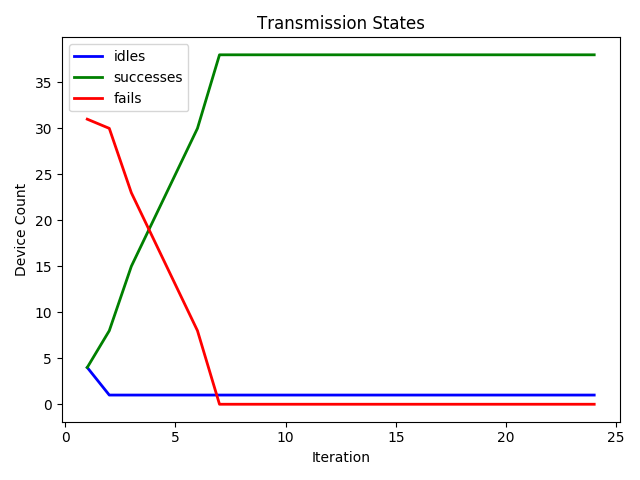 Transmission States
idles
successes
fails
Device Count
35
30
25
20
15
10
5
0
0 5 10 15 20 25
Iteration